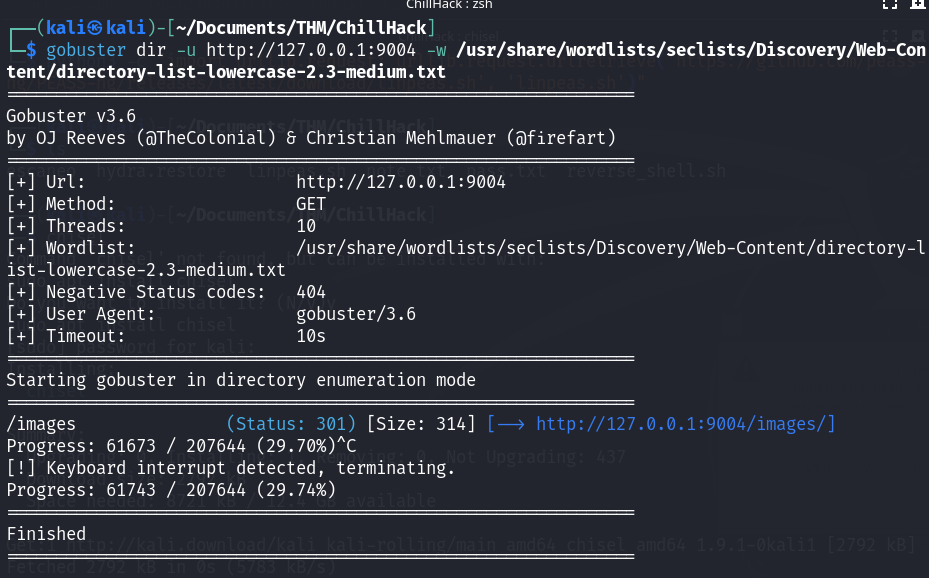 ChillHack : zsh
┌──(kali㉿kali)-[~/Documents/THM/ChillHack]
└─$ gobuster dir -u http://127.0.0.1:9004 -w /usr/share/wordlists/seclists/Discovery/Web-Con
tent/directory-list-lowercase-2.3-medium.txt
===============================================================
Gobuster v3.6
by OJ Reeves (@TheColonial) & Christian Mehlmauer (@firefart)
===============================================================
[+] Url:                     http://127.0.0.1:9004
[+] Method:                  GET
[+] Threads:                 10
[+] Wordlist:                /usr/share/wordlists/seclists/Discovery/Web-Content/directory-l
ist-lowercase-2.3-medium.txt
[+] Negative Status codes:   404
[+] User Agent:              gobuster/3.6
[+] Timeout:                 10s
===============================================================
Starting gobuster in directory enumeration mode
===============================================================
/images               (Status: 301) [Size: 314] [--> http://127.0.0.1:9004/images/]
Progress: 61673 / 207644 (29.70%)^C
[!] Keyboard interrupt detected, terminating.
Progress: 61743 / 207644 (29.74%)
===============================================================
Finished
===============================================================